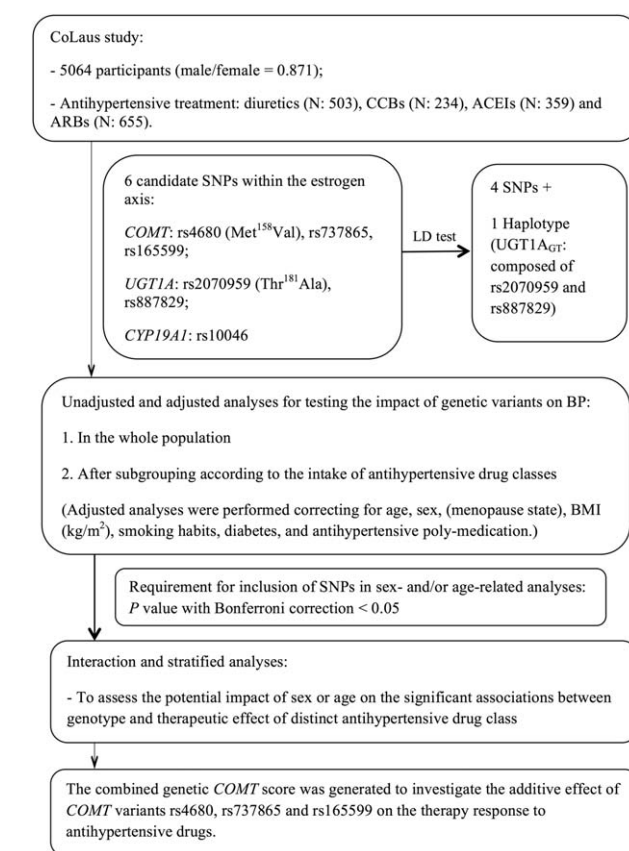 CoLaus study:
- 5064 participants (male/female = 0.871);
- Antihypertensive treatment: diuretics (N: 503), CCBs (N: 234), ACEIs (N: 359) and
ARBs (N: 655).
6 candidate SNPs within the estrogen
axis:
COMT: rs4680 (Met158Val), rs737865,
rs165599;
UGT1A: rs2070959 (Thr181Ala),
rs887829;
CYP19A1: rs10046
LD test
4 SNPs +
1 Haplotype
(UGT1AGT:
composed of
rs2070959 and
rs887829)
Unadjusted and adjusted analyses for testing the impact of genetic variants on BP:
1. In the whole population
2. After subgrouping according to the intake of antihypertensive drug classes
(Adjusted analyses were performed correcting for age, sex, (menopause state), BMI
(kg/m2), smoking habits, diabetes, and antihypertensive poly-medication.)
Requirement for inclusion of SNPs in sex- and/or age-related analyses:
P value with Bonferroni correction < 0.05
Interaction and stratified analyses:
- To assess the potential impact of sex or age on the significant associations between
genotype and therapeutic effect of distinct antihypertensive drug class
The combined genetic COMT score was generated to investigate the additive effect of
COMT variants rs4680, rs737865 and rs165599 on the therapy response to
antihypertensive drugs.